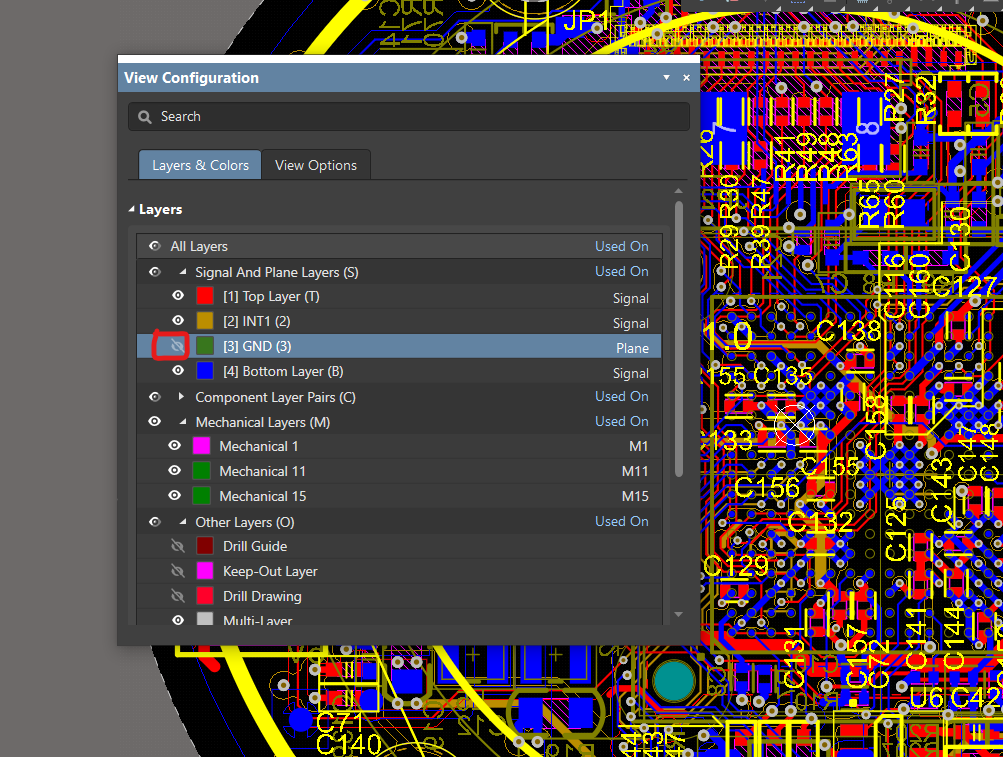 JP1
View Configuration
Search
Layers & Colors
View Options
Layers
All Layers Used On
Signal And Plane Layers (S) Used On
[1] Top Layer (T) Signal
[2] INT1 (2) Signal
[3] GND (3) Plane
[4] Bottom Layer (B) Signal
Component Layer Pairs (C) Used On
Mechanical Layers (M) Used On
Mechanical 1 M1
Mechanical 11 M11
Mechanical 15 M15
Other Layers (O) Used On
Drill Guide
Keep-Out Layer
Drill Drawing
Multi-Layer
R27
R32
7
8
R41
R49
R48
R63
R30
R47
R29
R39
R65
R60
C130
C116
C160
C127
1.0
C138
C135
C158
C155
C156
C147
C143
C132
C125
C129
C131
C157
C72
C141
C144
U6
C42
C71
C140